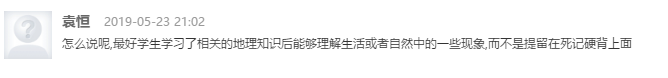 袁恒 2019-05-23 21:02
怎么说呢,最好学生学习了相关的地理知识后能够理解生活或者自然中的一些现象,而不是提留在死记硬背上面